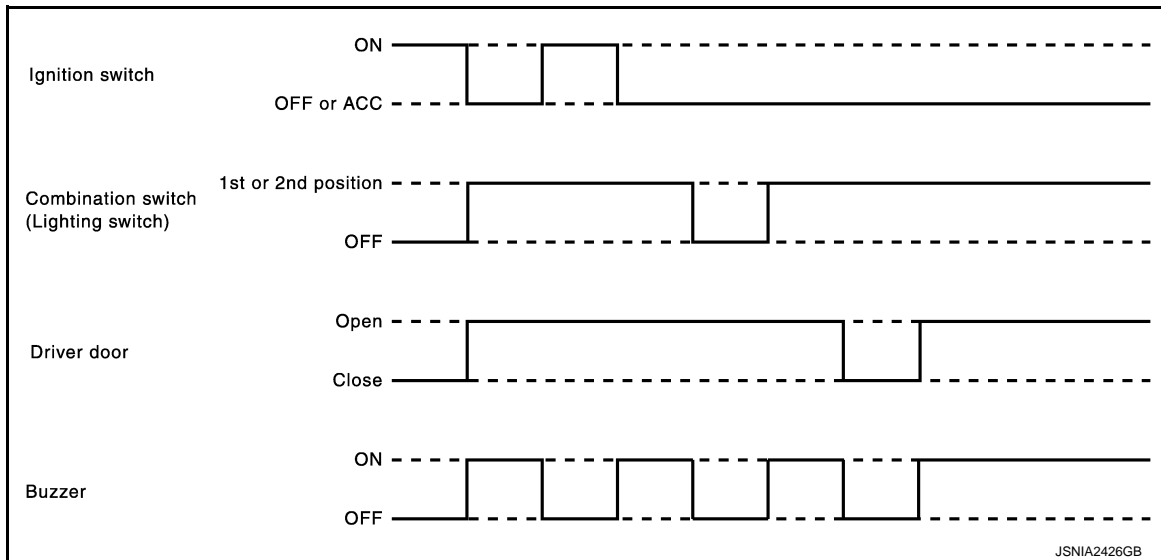 ON
Ignition switch
OFF or ACC
1st or 2nd position
Combination switch
(Lighting switch)
OFF
Open
Driver door
Close
ON
Buzzer
OFF
JSNIA2426GB